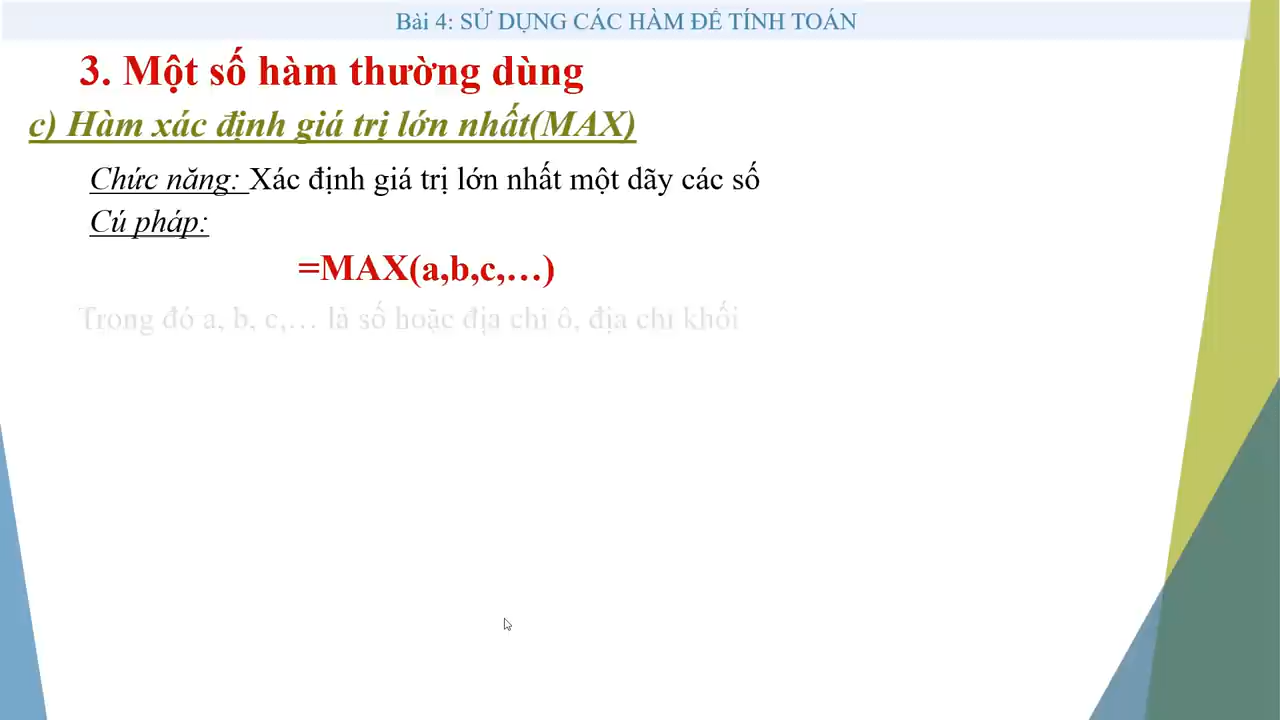 Bài 4: SỬ DỤNG CÁC HÀM ĐỂ TÍNH TOÁN
3. Một số hàm thường dùng
c) Hàm xác định giá trị lớn nhất(MAX)
Chức năng: Xác định giá trị lớn nhất một dãy các số
Cú pháp:
=MAX(a,b,c,…)
Trong đó a, b, c,… là số hoặc địa chỉ ô, địa chỉ khối